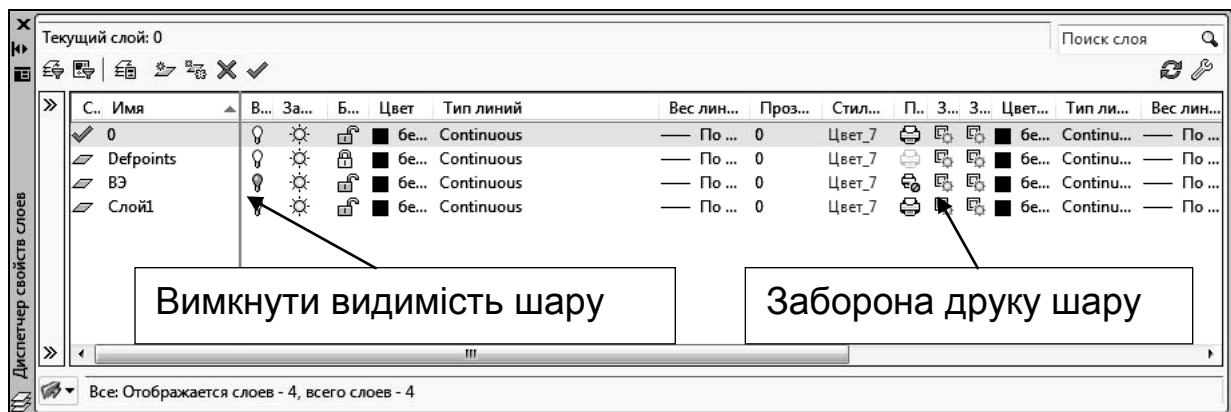 Текущий слой: 0
Поиск слоя
С.. Имя В... За... Б... Цвет Тип линий Вес лин... Проз... Стил... П.. З... З... Цвет... Тип ли... Вес лин...
0 бе... Continuous По ... 0 Цвет_7 бе... Continu... По ...
Defpoints бе... Continuous По ... 0 Цвет_7 бе... Continu... По ...
ВЭ бе... Continuous По ... 0 Цвет_7 бе... Continu... По ...
Слой1 бе... Continuous По ... 0 Цвет_7 бе... Continu... По ...
Вимкнути видимість шару
Заборона друку шару
Диспетчер свойств слоев
Все: Отображается слоев - 4, всего слоев - 4